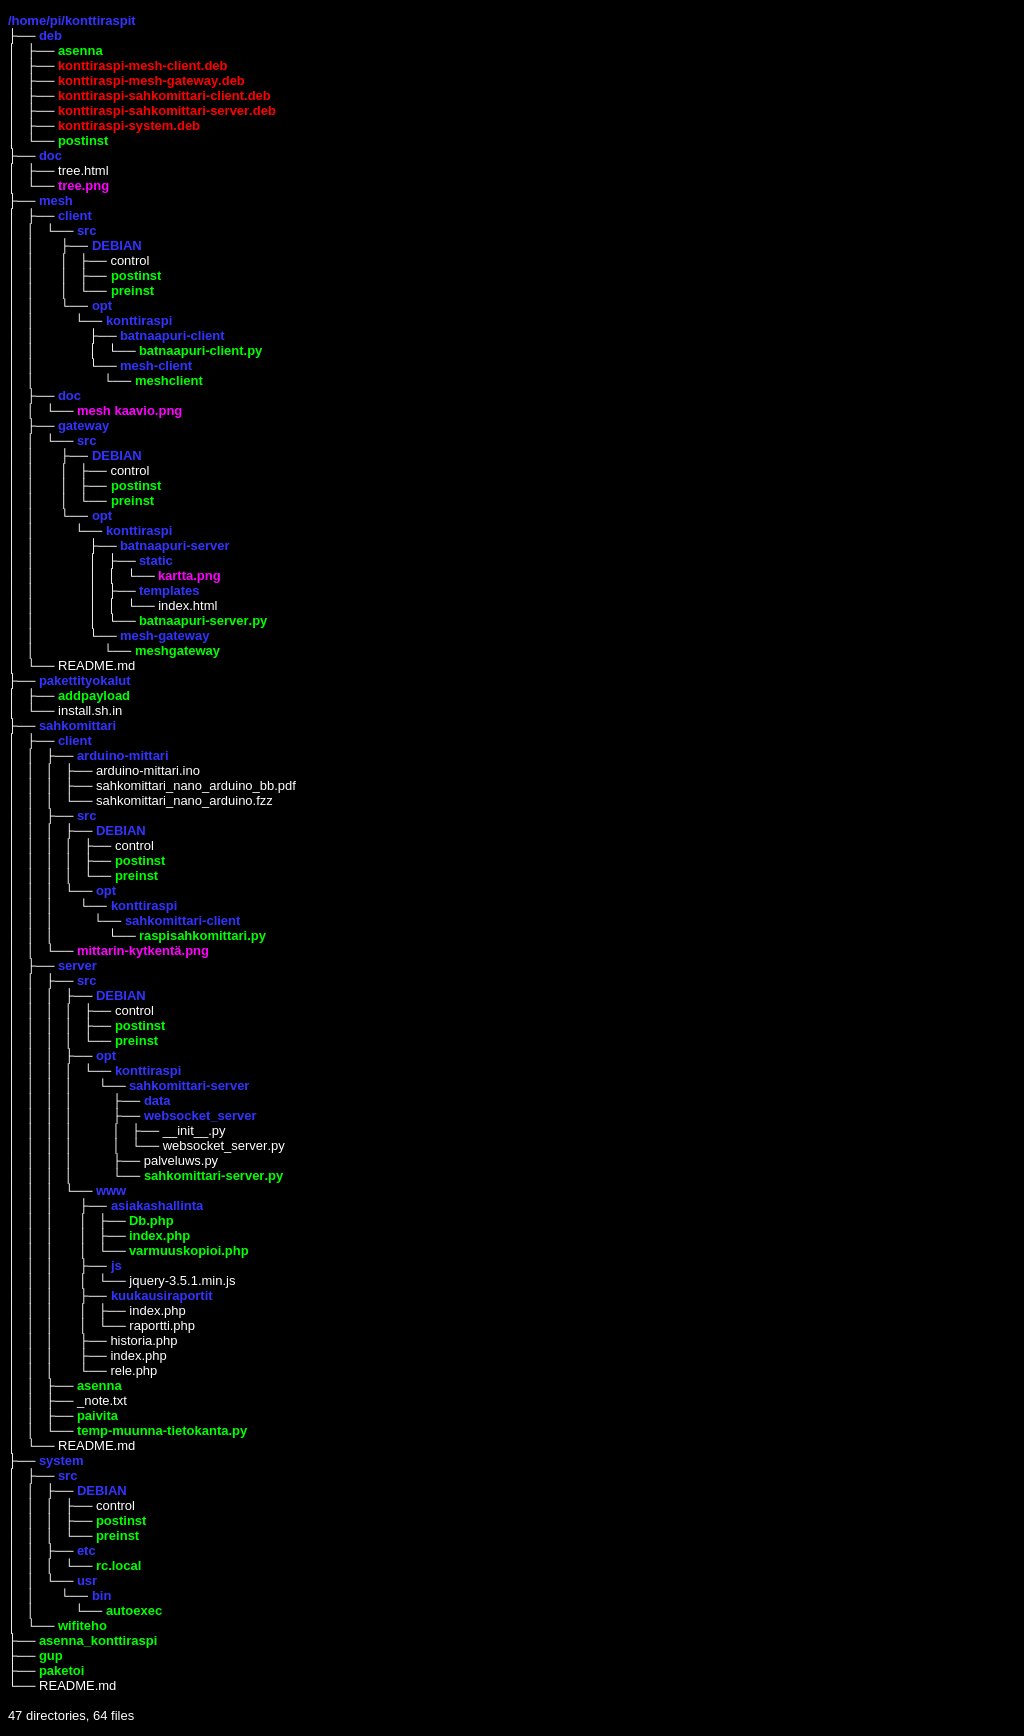 /home/pi/konttiraspit
├── deb
│   ├── asenna
│   ├── konttiraspi-mesh-client.deb
│   ├── konttiraspi-mesh-gateway.deb
│   ├── konttiraspi-sahkomittari-client.deb
│   ├── konttiraspi-sahkomittari-server.deb
│   ├── konttiraspi-system.deb
│   └── postinst
├── doc
│   ├── tree.html
│   └── tree.png
├── mesh
│   ├── client
│   │   └── src
│   │       ├── DEBIAN
│   │       │   ├── control
│   │       │   ├── postinst
│   │       │   └── preinst
│   │       └── opt
│   │           └── konttiraspi
│   │               ├── batnaapuri-client
│   │               │   └── batnaapuri-client.py
│   │               └── mesh-client
│   │                   └── meshclient
│   ├── doc
│   │   └── mesh kaavio.png
│   ├── gateway
│   │   └── src
│   │       ├── DEBIAN
│   │       │   ├── control
│   │       │   ├── postinst
│   │       │   └── preinst
│   │       └── opt
│   │           └── konttiraspi
│   │               ├── batnaapuri-server
│   │               │   ├── static
│   │               │   │   └── kartta.png
│   │               │   ├── templates
│   │               │   │   └── index.html
│   │               │   └── batnaapuri-server.py
│   │               └── mesh-gateway
│   │                   └── meshgateway
│   └── README.md
├── pakettityokalut
│   ├── addpayload
│   └── install.sh.in
├── sahkomittari
│   ├── client
│   │   ├── arduino-mittari
│   │   │   ├── arduino-mittari.ino
│   │   │   ├── sahkomittari_nano_arduino_bb.pdf
│   │   │   └── sahkomittari_nano_arduino.fzz
│   │   ├── src
│   │   │   ├── DEBIAN
│   │   │   │   ├── control
│   │   │   │   ├── postinst
│   │   │   │   └── preinst
│   │   │   └── opt
│   │   │       └── konttiraspi
│   │   │           └── sahkomittari-client
│   │   │               └── raspisahkomittari.py
│   │   └── mittarin-kytkentä.png
│   ├── server
│   │   ├── src
│   │   │   ├── DEBIAN
│   │   │   │   ├── control
│   │   │   │   ├── postinst
│   │   │   │   └── preinst
│   │   │   ├── opt
│   │   │   │   └── konttiraspi
│   │   │   │       └── sahkomittari-server
│   │   │   │           ├── data
│   │   │   │           ├── websocket_server
│   │   │   │           │   ├── __init__.py
│   │   │   │           │   └── websocket_server.py
│   │   │   │           ├── palveluws.py
│   │   │   │           └── sahkomittari-server.py
│   │   │   └── www
│   │   │       ├── asiakashallinta
│   │   │       │   ├── Db.php
│   │   │       │   ├── index.php
│   │   │       │   └── varmuuskopioi.php
│   │   │       ├── js
│   │   │       │   └── jquery-3.5.1.min.js
│   │   │       ├── kuukausiraportit
│   │   │       │   ├── index.php
│   │   │       │   └── raportti.php
│   │   │       ├── historia.php
│   │   │       ├── index.php
│   │   │       └── rele.php
│   │   ├── asenna
│   │   ├── _note.txt
│   │   ├── paivita
│   │   └── temp-muunna-tietokanta.py
│   └── README.md
├── system
│   ├── src
│   │   ├── DEBIAN
│   │   │   ├── control
│   │   │   ├── postinst
│   │   │   └── preinst
│   │   ├── etc
│   │   │   └── rc.local
│   │   └── usr
│   │       └── bin
│   │           └── autoexec
│   └── wifiteho
├── asenna_konttiraspi
├── gup
├── paketoi
└── README.md
47 directories, 64 files